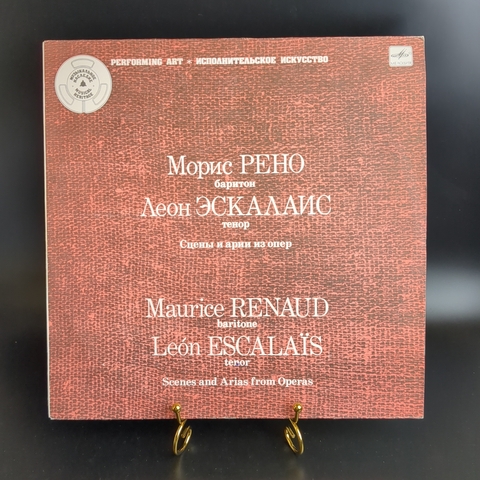 PERFORMING ART • ИСПОЛНИТЕЛЬСКОЕ ИСКУССТВО
Морис РЕНО
баритон
Леон ЭСКАЛАИС
тенор
Сцены и арии из опер
Maurice RENAUD
baritone
León ESCALAÏS
tenor
Scenes and Arias from Operas